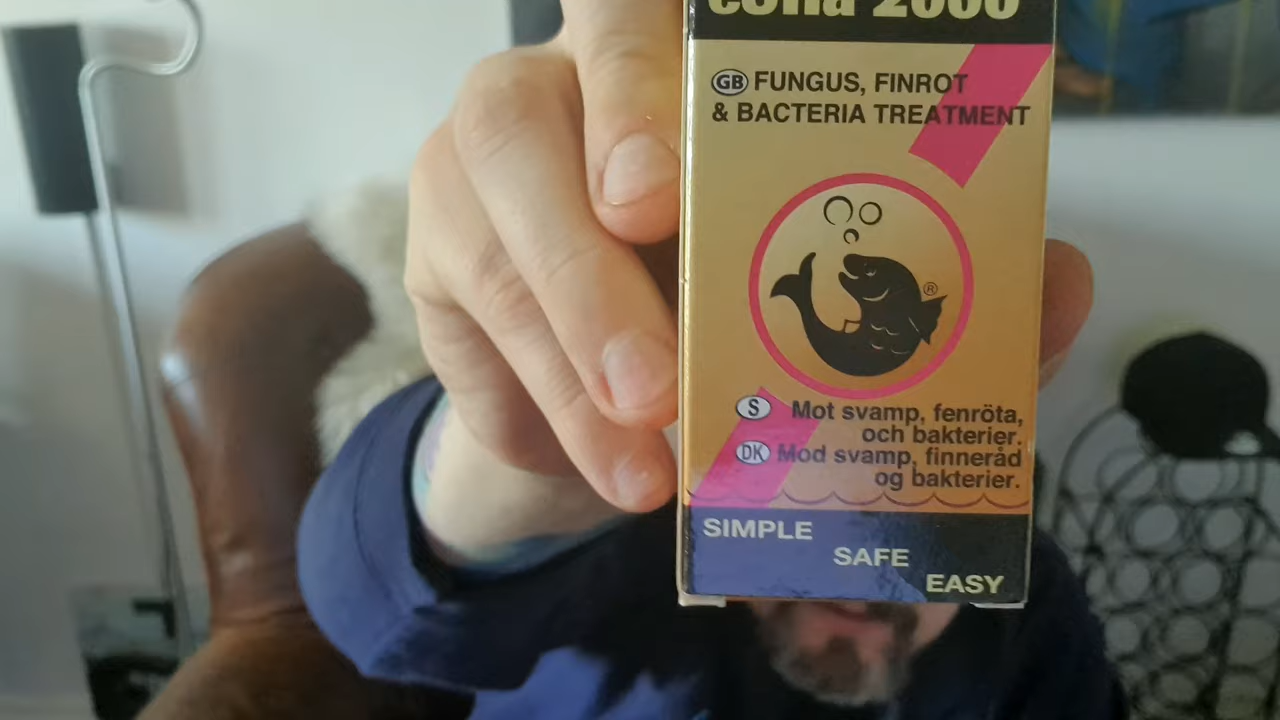 2000
GB FUNGUS, FINROT
& BACTERIA TREATMENT
®
S Mot svamp, fenröta,
och bakterier.
DK Mod svamp, finneråd
og bakterier.
SIMPLE
SAFE
EASY